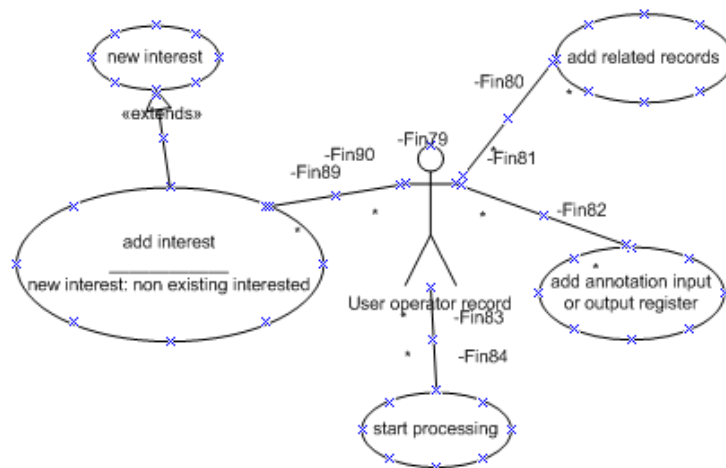 new interest
«extends»
add related records
-Fin80
*
-Fin79
*
-Fin81
-Fin90
-Fin89
*
*
*
-Fin82
*
add interest
new interest: non existing interested
add annotation input
or output register
User operator record
*
-Fin83
*
-Fin84
start processing